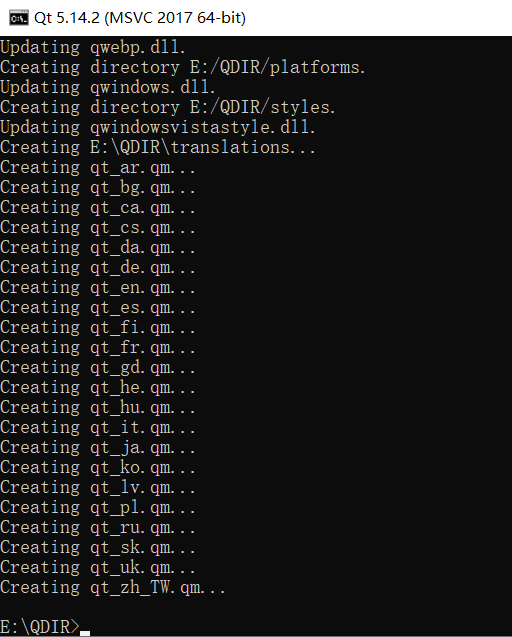 Qt 5.14.2 (MSVC 2017 64-bit)
Updating qwebp.dll.
Creating directory E:/QDIR/platforms.
Updating qwindows.dll.
Creating directory E:/QDIR/styles.
Updating qwindowsvistastyle.dll.
Creating E:\QDIR\translations...
Creating qt_ar.qm...
Creating qt_bg.qm...
Creating qt_ca.qm...
Creating qt_cs.qm...
Creating qt_da.qm...
Creating qt_de.qm...
Creating qt_en.qm...
Creating qt_es.qm...
Creating qt_fi.qm...
Creating qt_fr.qm...
Creating qt_gd.qm...
Creating qt_he.qm...
Creating qt_hu.qm...
Creating qt_it.qm...
Creating qt_ja.qm...
Creating qt_ko.qm...
Creating qt_lv.qm...
Creating qt_pl.qm...
Creating qt_ru.qm...
Creating qt_sk.qm...
Creating qt_uk.qm...
Creating qt_zh_TW.qm...
E:\QDIR>